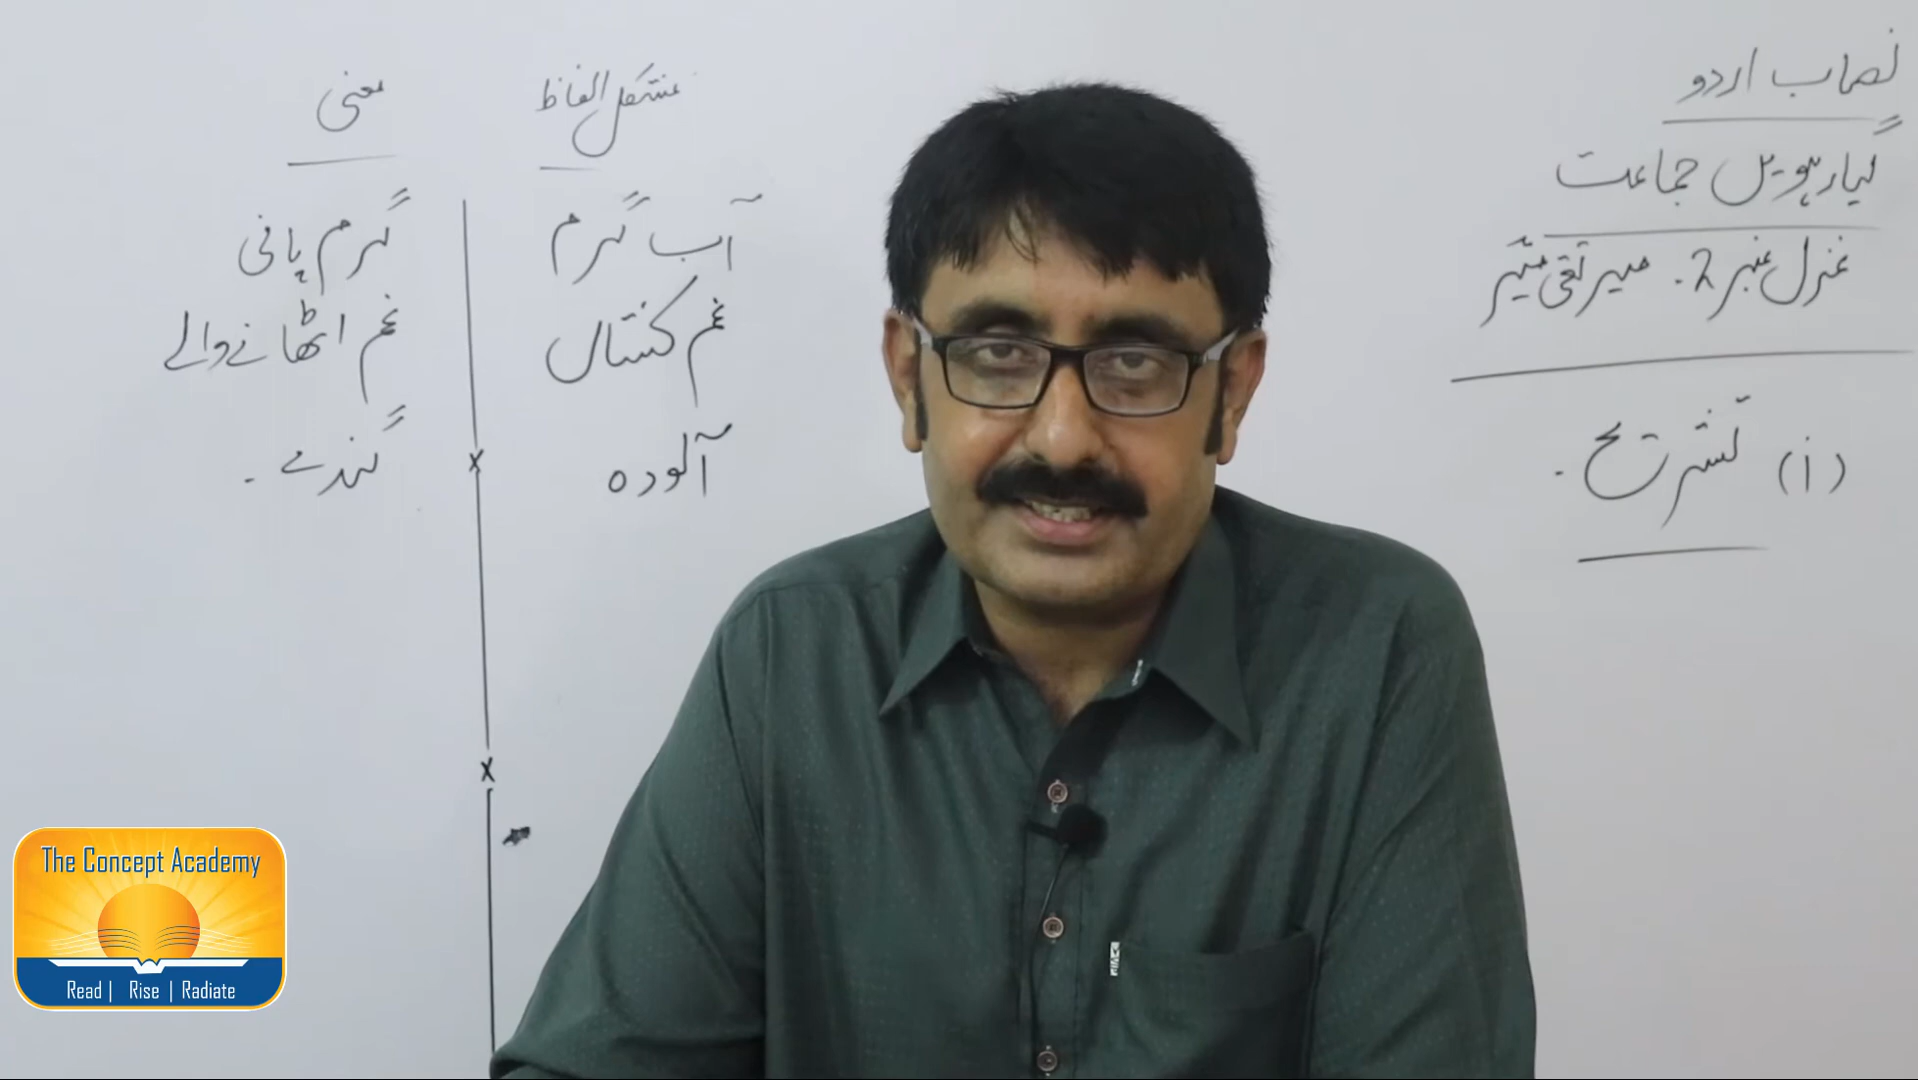 نصاب اردو
گیارہویں جماعت
غزل نمبر 2. میر تقی میر
(i) تشریح.
مشکل الفاظ
معنی
آب گرم
گرم پانی
غم کشاں
غم اٹھانے والے
آلودہ
گندے.
The Concept Academy
Read | Rise | Radiate